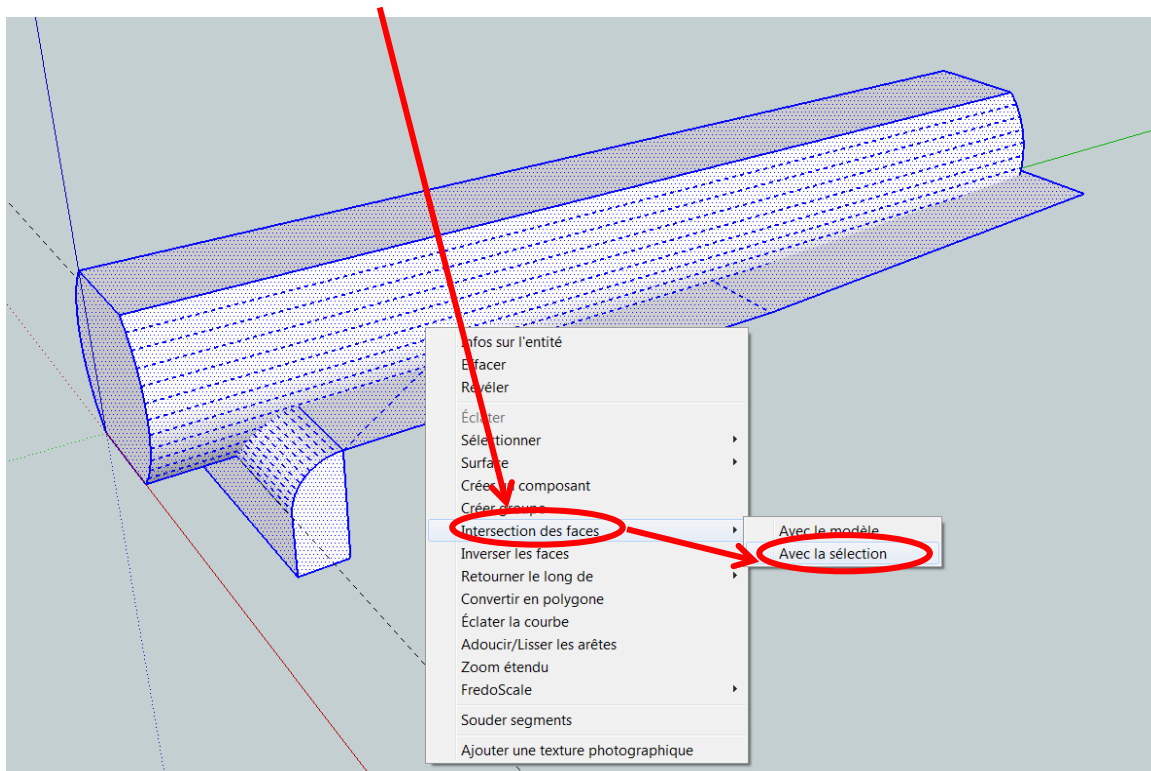 Infos sur l'entité
Effacer
Révéler
Éclater
Sélectionner
Surface
Créer un composant
Créer groupe
Intersection des faces
Avec le modèle
Avec la sélection
Inverser les faces
Retourner le long de
Convertir en polygone
Éclater la courbe
Adoucir/Lisser les arêtes
Zoom étendu
FredoScale
Souder segments
Ajouter une texture photographique